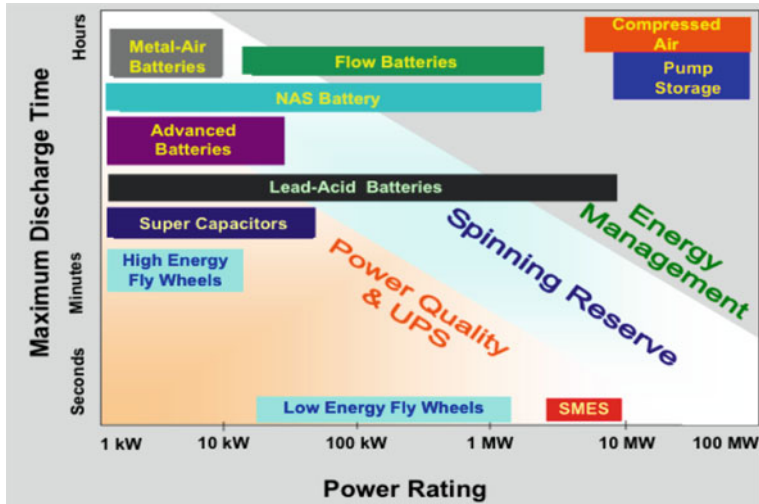 Maximum Discharge Time
Hours
Minutes
Seconds
Metal-Air
Batteries
Flow Batteries
Compressed
Air
Pump
Storage
NAS Battery
Advanced
Batteries
Lead-Acid Batteries
Super Capacitors
High Energy
Fly Wheels
Power Quality
& UPS
Spinning Reserve
Energy
Management
Low Energy Fly Wheels
SMES
1 kW
10 kW
100 kW
1 MW
10 MW
100 MW
Power Rating